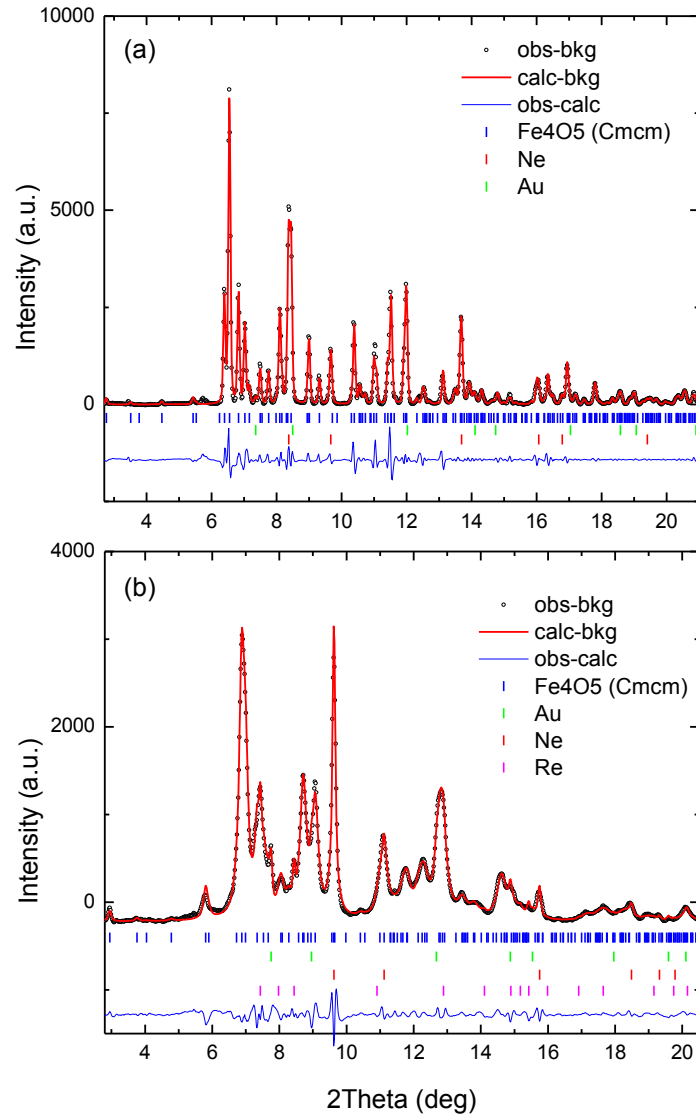 10000
(a)
obs-bkg
calc-bkg
obs-calc
Fe4O5 (Cmcm)
Ne
Au
5000
0
Intensity (a.u.)
4 6 8 10 12 14 16 18 20
4000
(b)
obs-bkg
calc-bkg
obs-calc
Fe4O5 (Cmcm)
Au
Ne
Re
2000
0
Intensity (a.u.)
4 6 8 10 12 14 16 18 20
2Theta (deg)